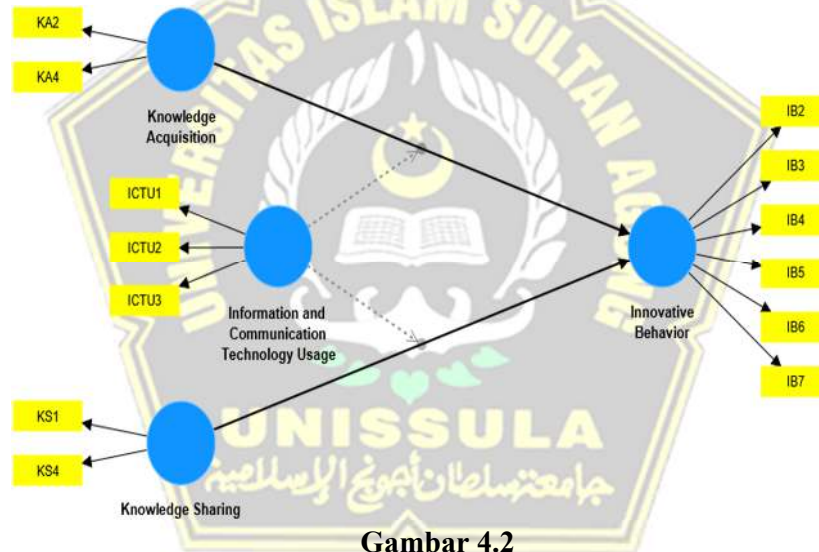 KA2
KA4
Knowledge
Acquisition
ICTU1
ICTU2
ICTU3
Information and
Communication
Technology Usage
KS1
KS4
Knowledge Sharing
IB2
IB3
IB4
IB5
IB6
IB7
Innovative
Behavior
UNIVERSITAS ISLAM SULTAN AGUNG
UNISSULA
جامعة سلطان أجونج الإسلامية
Gambar 4.2